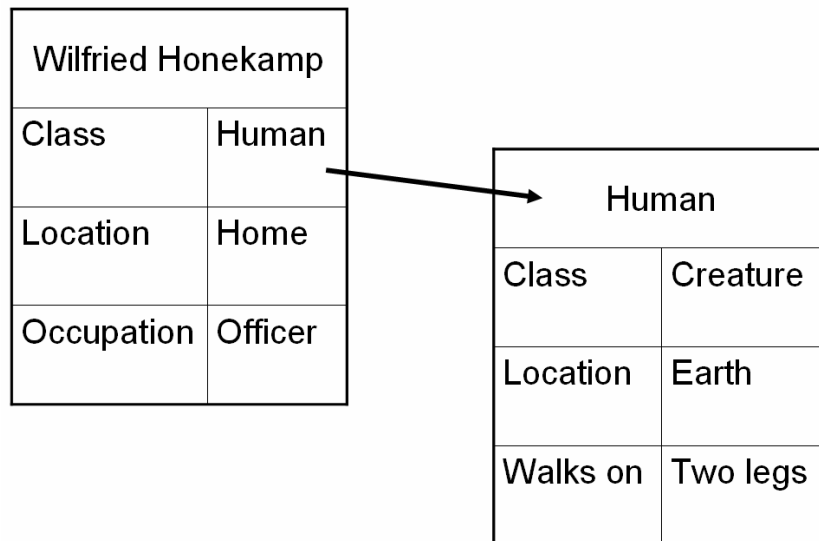 Wilfried Honekamp
Class Human
Location Home
Occupation Officer
Human
Class Creature
Location Earth
Walks on Two legs